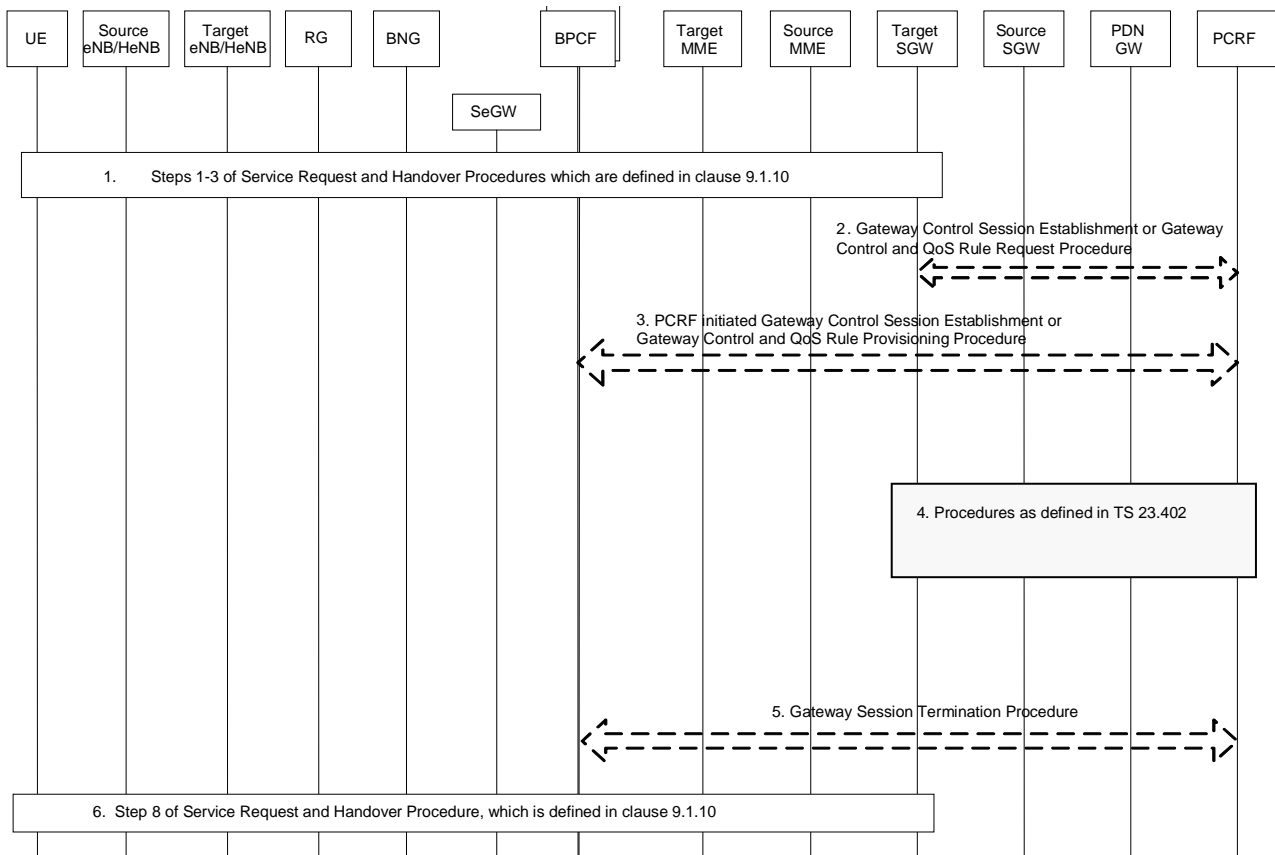 UE
Source
eNB/HeNB
Target
eNB/HeNB
RG
BNG
BPCF
Target
MME
Source
MME
Target
SGW
Source
SGW
PDN
GW
PCRF
SeGW
1. Steps 1-3 of Service Request and Handover Procedures which are defined in clause 9.1.10
2. Gateway Control Session Establishment or Gateway
Control and QoS Rule Request Procedure
3. PCRF initiated Gateway Control Session Establishment or
Gateway Control and QoS Rule Provisioning Procedure
4. Procedures as defined in TS 23.402
5. Gateway Session Termination Procedure
6. Step 8 of Service Request and Handover Procedure, which is defined in clause 9.1.10